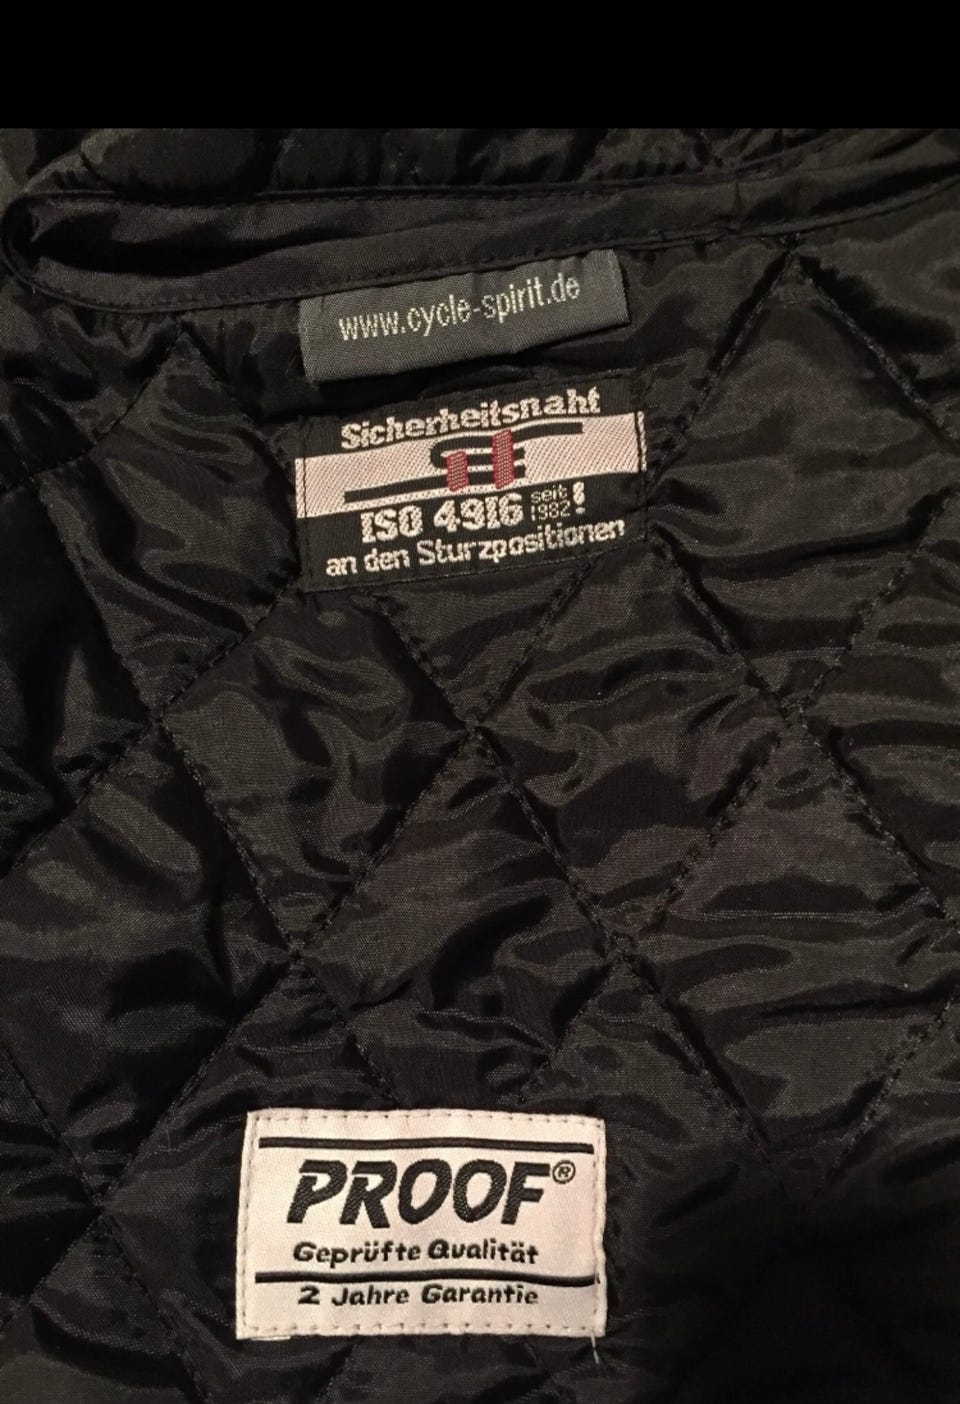 www.cycle-spirit.de
Sicherheitsnaht
ISO 4916 seit 1982!
an den Sturzpositionen
PROOF®
Geprüfte Qualität
2 Jahre Garantie